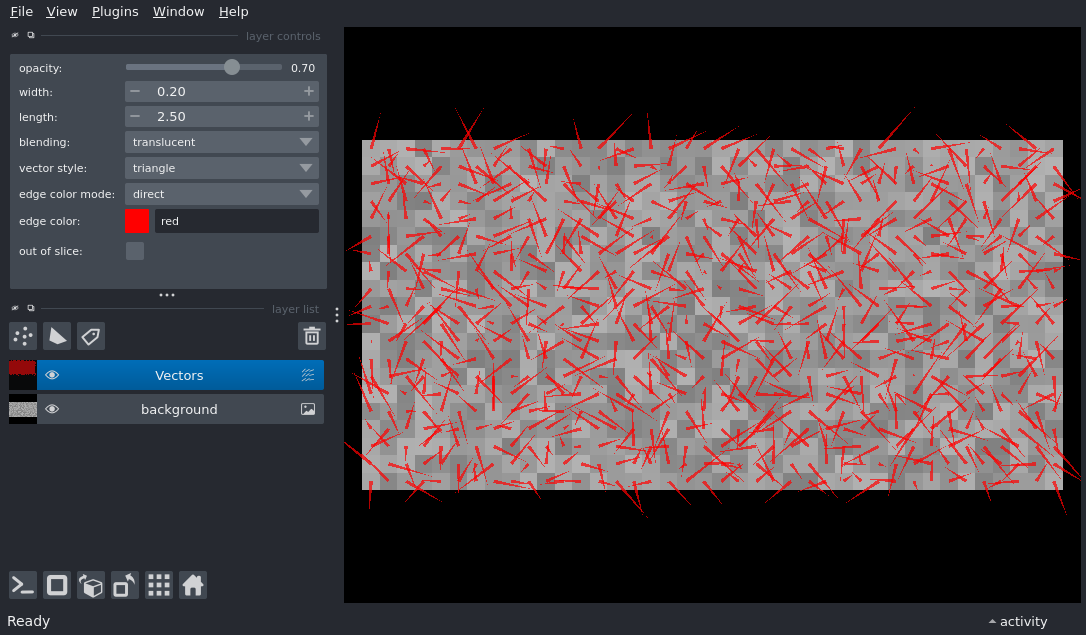 File View Plugins Window Help
layer controls
opacity: 0.70
width: 0.20
length: 2.50
blending: translucent
vector style: triangle
edge color mode: direct
edge color: red
out of slice:
layer list
Vectors
background
Ready
activity